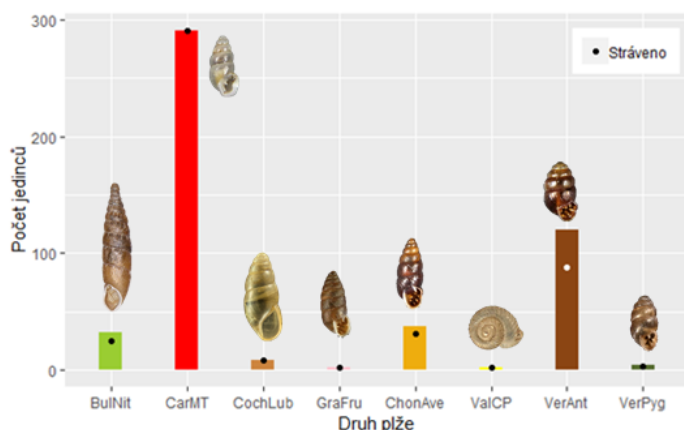 300
200
100
0
Počet jedinců
Stráveno
BulNit CarMT CochLub GraFru ChonAve ValCP VerAnt VerPyg
Druh plže